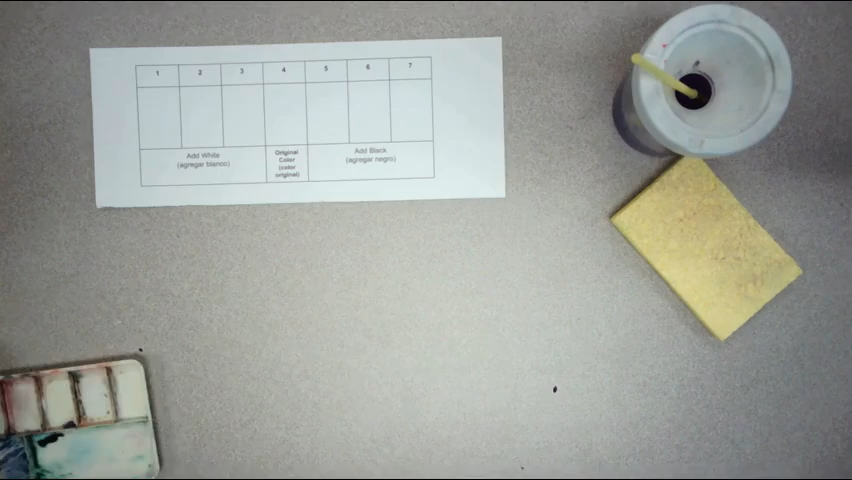 1 2 3 4 5 6 7
Add White
(agregar blanco)
Original
Color
(color
original)
Add Black
(agregar negro)